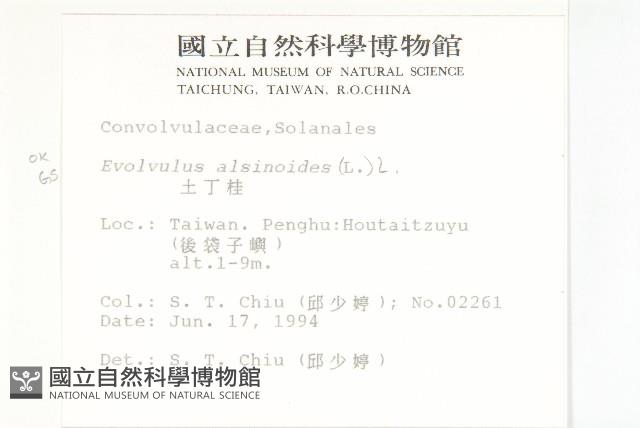 國立自然科學博物館
NATIONAL MUSEUM OF NATURAL SCIENCE
TAICHUNG, TAIWAN, R.O.CHINA
Convolvulaceae,Solanales
OK
GS
Evolvulus alsinoides (L.) L.
土丁桂
Loc.: Taiwan. Penghu:Houtaitzuyu
(後袋子嶼)
alt.1-9m.
Col.: S. T. Chiu (邱少婷); No.02261
Date: Jun. 17, 1994
Det.: S. T. Chiu (邱少婷)
國立自然科學博物館
NATIONAL MUSEUM OF NATURAL SCIENCE